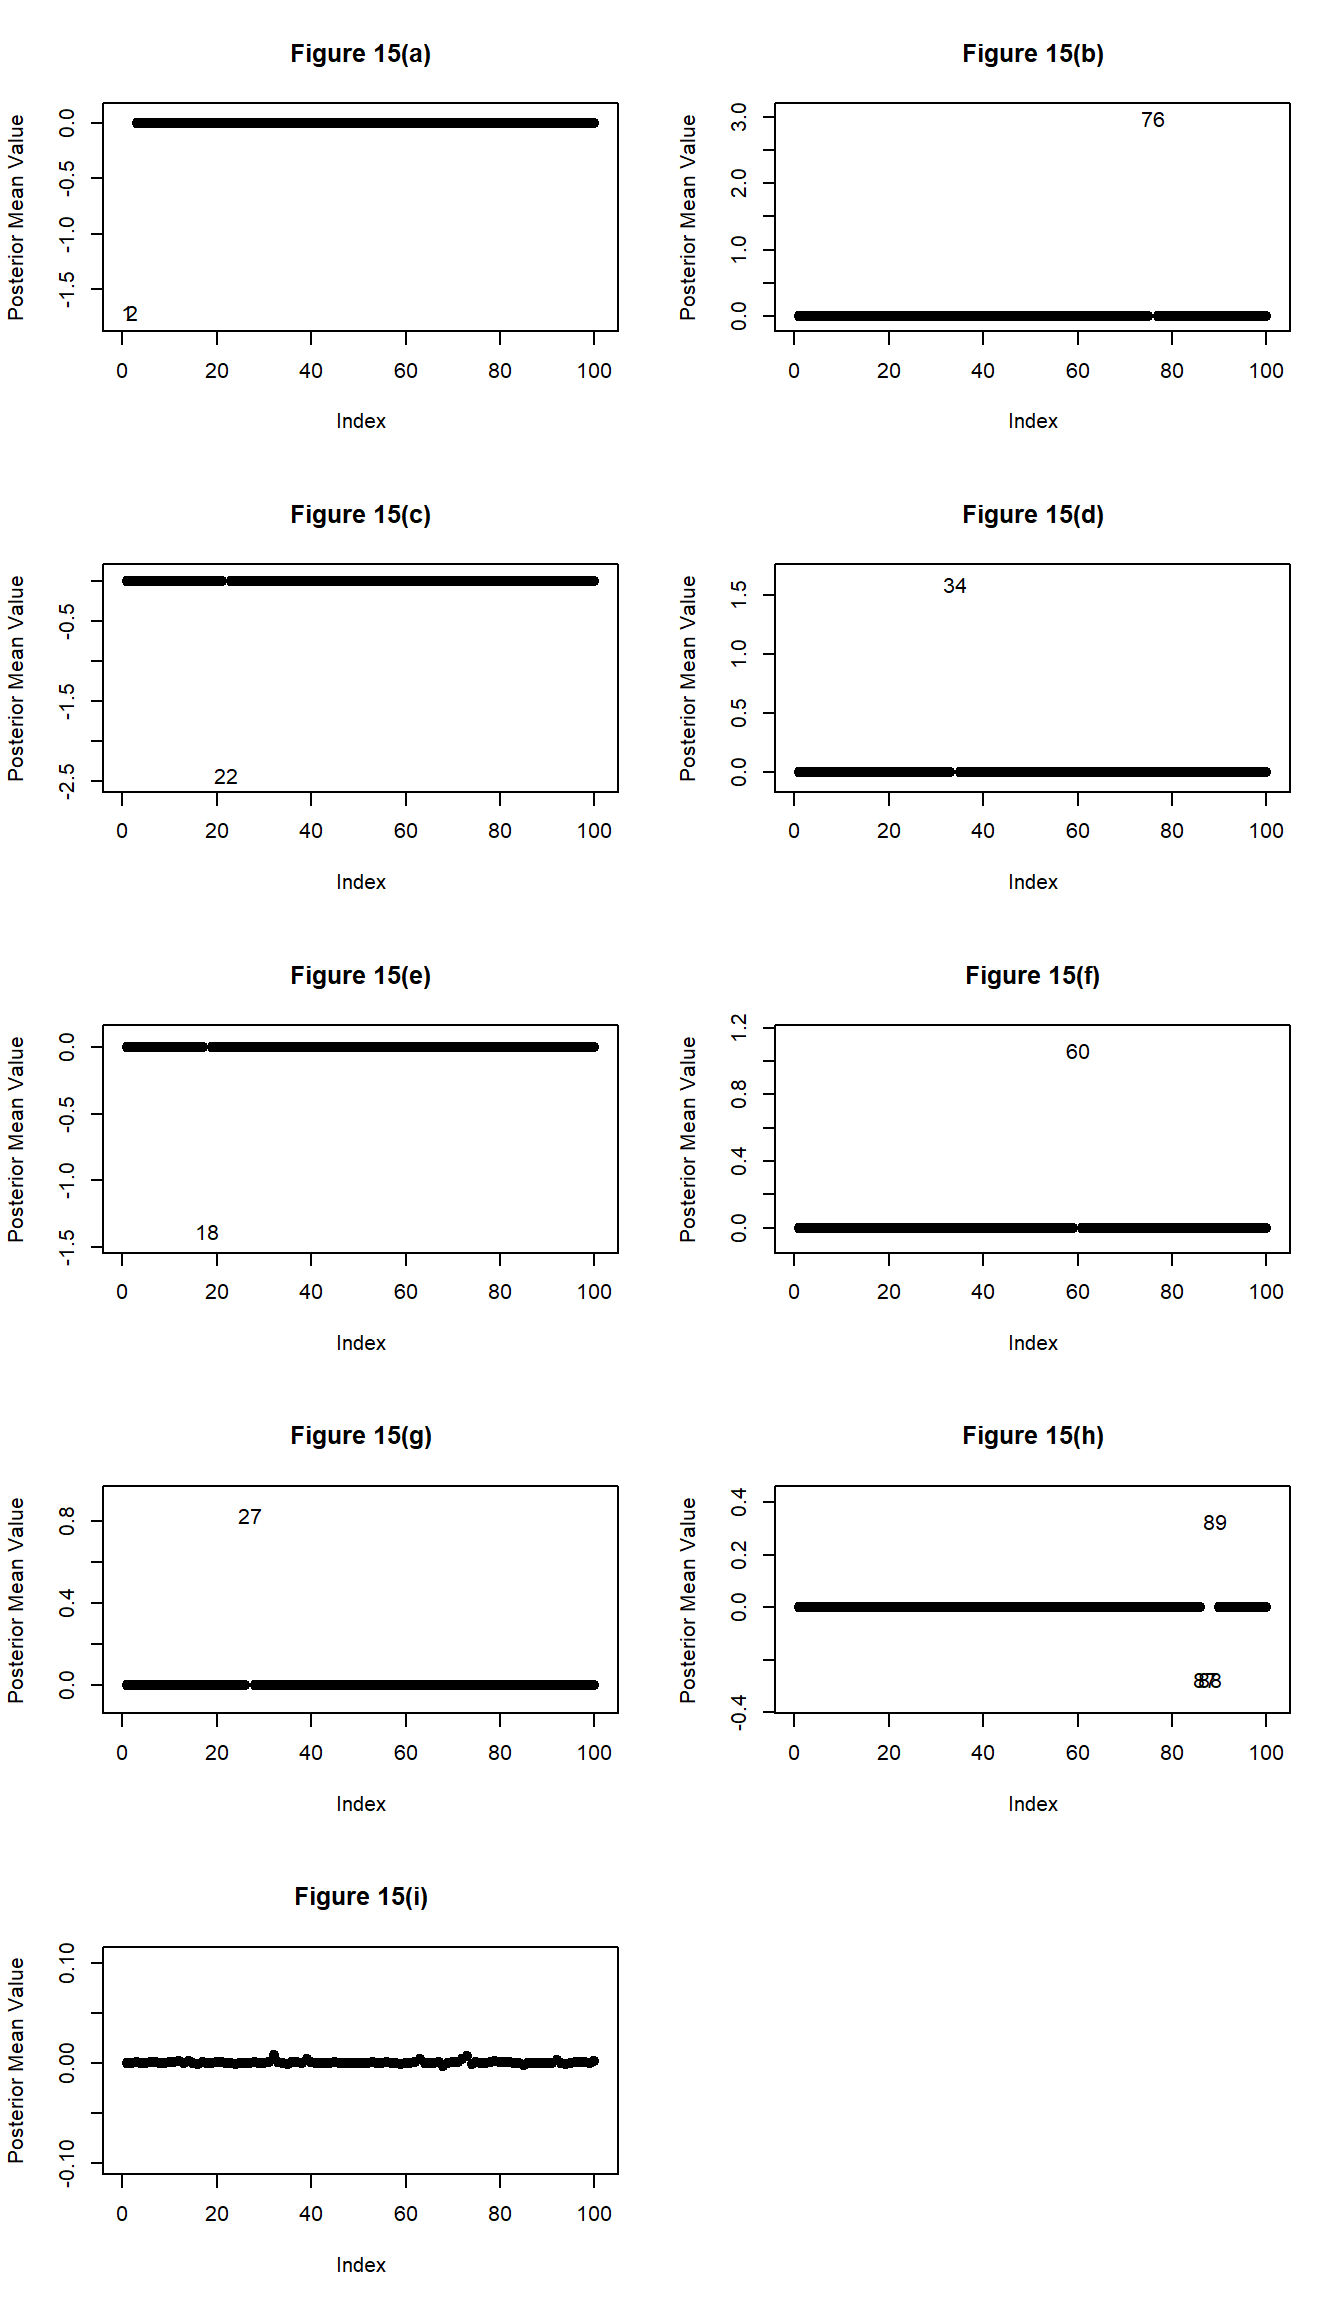 Figure 15(a)
Posterior Mean Value
0.0
-0.5
-1.0
-1.5
1
2
0 20 40 60 80 100
Index
Figure 15(b)
Posterior Mean Value
3.0
2.0
1.0
0.0
76
0 20 40 60 80 100
Index
Figure 15(c)
Posterior Mean Value
-0.5
-1.5
-2.5
22
0 20 40 60 80 100
Index
Figure 15(d)
Posterior Mean Value
1.5
1.0
0.5
0.0
34
0 20 40 60 80 100
Index
Figure 15(e)
Posterior Mean Value
0.0
-0.5
-1.0
-1.5
18
0 20 40 60 80 100
Index
Figure 15(f)
Posterior Mean Value
1.2
0.8
0.4
0.0
60
0 20 40 60 80 100
Index
Figure 15(g)
Posterior Mean Value
0.8
0.4
0.0
27
0 20 40 60 80 100
Index
Figure 15(h)
Posterior Mean Value
0.4
0.2
0.0
-0.4
89
87
88
0 20 40 60 80 100
Index
Figure 15(i)
Posterior Mean Value
0.10
0.00
-0.10
0 20 40 60 80 100
Index